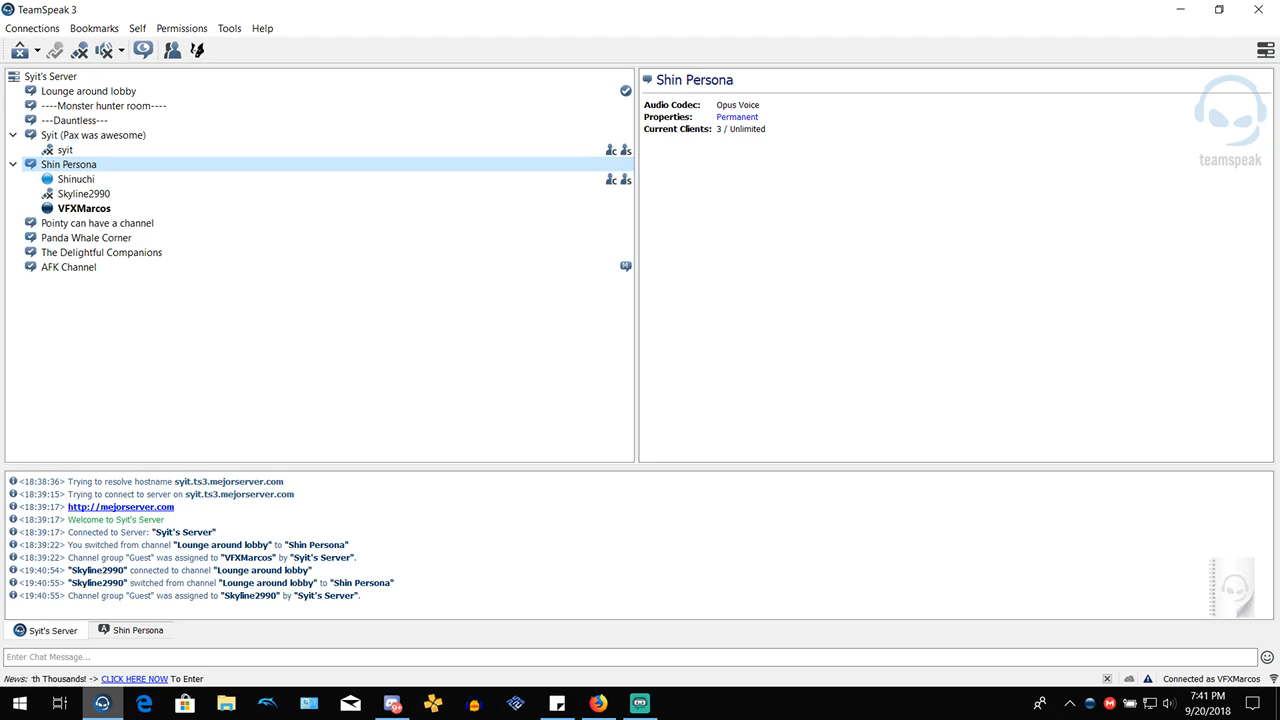 TeamSpeak 3
Connections Bookmarks Self Permissions Tools Help
Syit's Server
Lounge around lobby
----Monster hunter room----
---Dauntless---
Syit (Pax was awesome)
syit
Shin Persona
Shinuchi
Skyline2990
VFXMarcos
Pointy can have a channel
Panda Whale Corner
The Delightful Companions
AFK Channel
Shin Persona
Audio Codec: Opus Voice
Properties: Permanent
Current Clients: 3 / Unlimited
teamspeak
<18:38:36> Trying to resolve hostname syit.ts3.mejorserver.com
<18:39:15> Trying to connect to server on syit.ts3.mejorserver.com
<18:39:17> http://mejorserver.com
<18:39:17> Welcome to Syit's Server
<18:39:17> Connected to Server: "Syit's Server"
<18:39:22> You switched from channel "Lounge around lobby" to "Shin Persona"
<18:39:22> Channel group "Guest" was assigned to "VFXMarcos" by "Syit's Server".
<19:40:54> "Skyline2990" connected to channel "Lounge around lobby"
<19:40:55> "Skyline2990" switched from channel "Lounge around lobby" to "Shin Persona"
<19:40:55> Channel group "Guest" was assigned to "Skyline2990" by "Syit's Server".
Syit's Server Shin Persona
Enter Chat Message...
News: 'th Thousands! -> CLICK HERE NOW To Enter
Connected as VFXMarcos
7:41 PM
9/20/2018